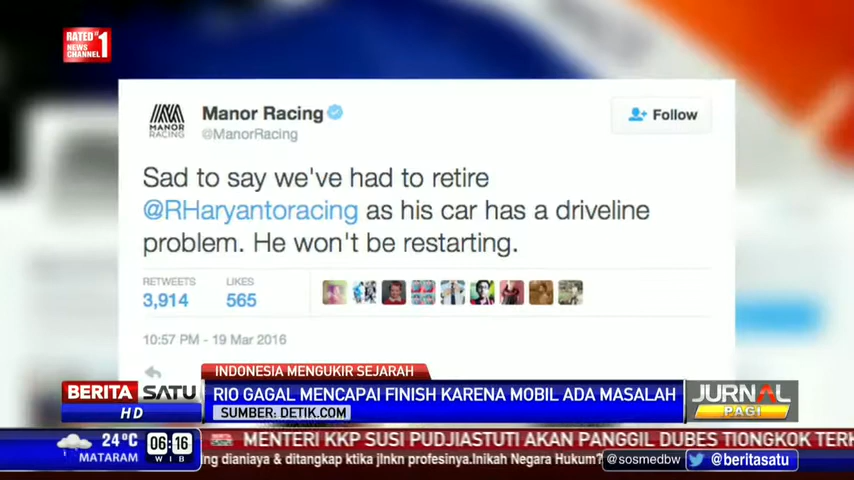 RATED #1
NEWS
CHANNEL
MANOR
RACING
Manor Racing
@ManorRacing
Follow
Sad to say we've had to retire
@RHaryantoracing as his car has a driveline
problem. He won't be restarting.
RETWEETS
3,914
LIKES
565
10:57 PM - 19 Mar 2016
INDONESIA MENGUKIR SEJARAH
BERITA SATU
HD
RIO GAGAL MENCAPAI FINISH KARENA MOBIL ADA MASALAH
SUMBER: DETIK.COM
JURNAL
PAGI
24°C
MATARAM
06:16
WIB
MENTERI KKP SUSI PUDJIASTUTI AKAN PANGGIL DUBES TIONGKOK TERK
ng dianiaya & ditangkap ktika jlnkn profesinya.Inikah Negara Hukum?
@sosmedbw
@beritasatu